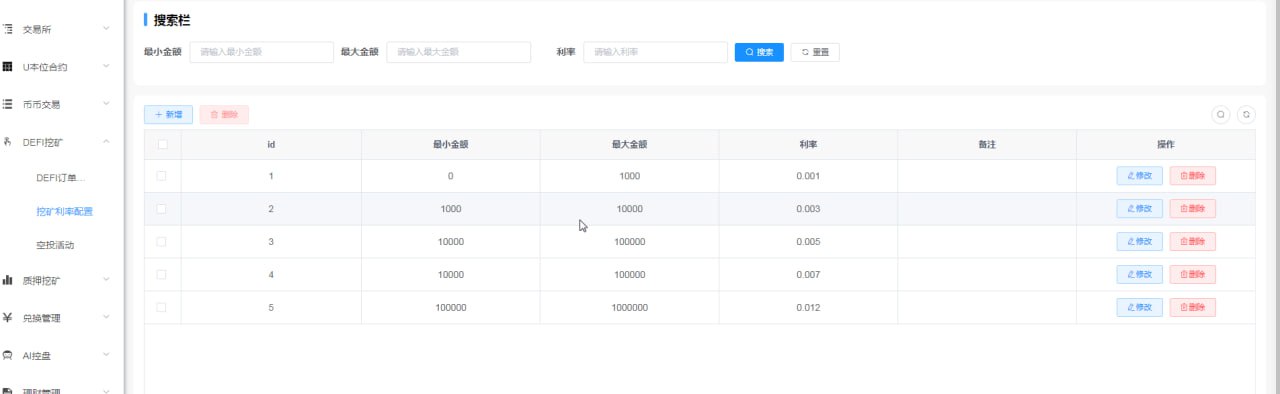 交易所
U本位合约
币币交易
DEFI挖矿
DEFI订单...
挖矿利率配置
空投活动
质押挖矿
兑换管理
AI控盘
理财管理
搜索栏
最小金额 请输入最小金额 最大金额 请输入最大金额 利率 请输入利率 搜索 重置
新增 删除
id 最小金额 最大金额 利率 备注 操作
1 0 1000 0.001 修改 删除
2 1000 10000 0.003 修改 删除
3 10000 100000 0.005 修改 删除
4 10000 100000 0.007 修改 删除
5 100000 1000000 0.012 修改 删除